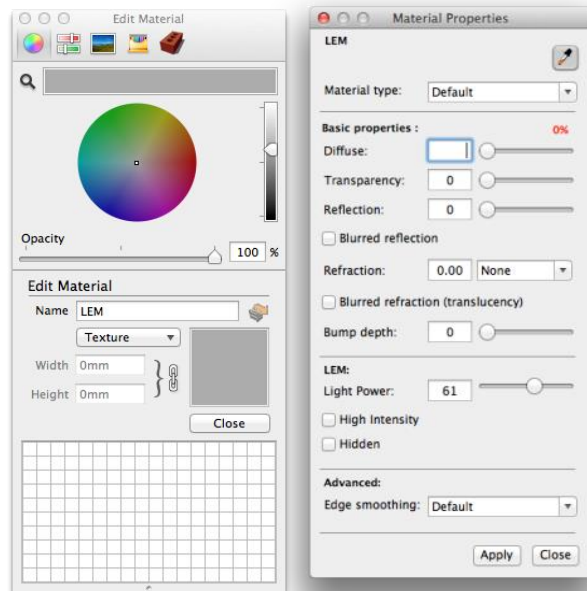 Edit Material
Opacity
100 %
Edit Material
Name LEM
Texture
Width 0mm
Height 0mm
Close
Material Properties
LEM
Material type: Default
Basic properties : 0%
Diffuse:
Transparency: 0
Reflection: 0
Blurred reflection
Refraction: 0.00 None
Blurred refraction (translucency)
Bump depth: 0
LEM:
Light Power: 61
High Intensity
Hidden
Advanced:
Edge smoothing: Default
Apply Close